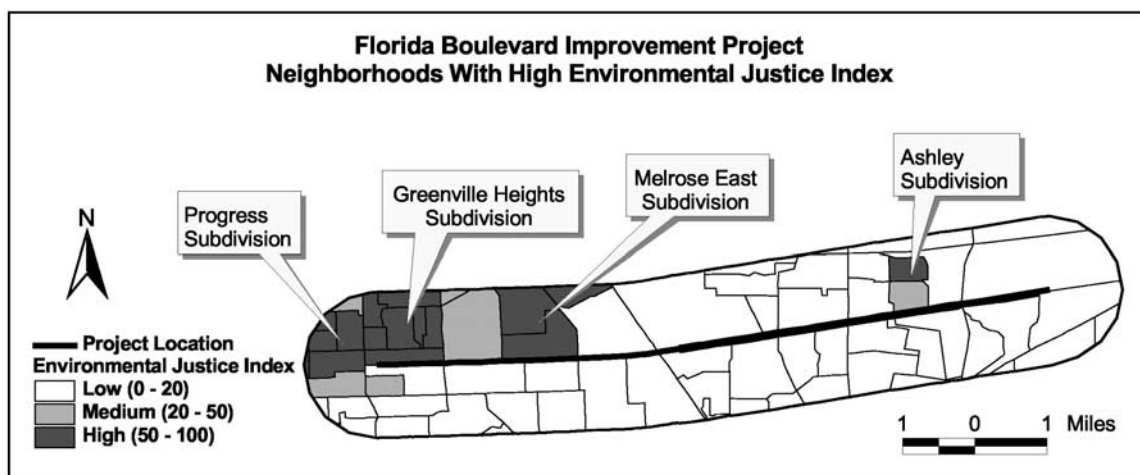 Florida Boulevard Improvement Project
Neighborhoods With High Environmental Justice Index
Ashley
Subdivision
Melrose East
Subdivision
Greenville Heights
Subdivision
Progress
Subdivision
N
Project Location
Environmental Justice Index
Low (0 - 20)
Medium (20 - 50)
High (50 - 100)
1 0 1 Miles